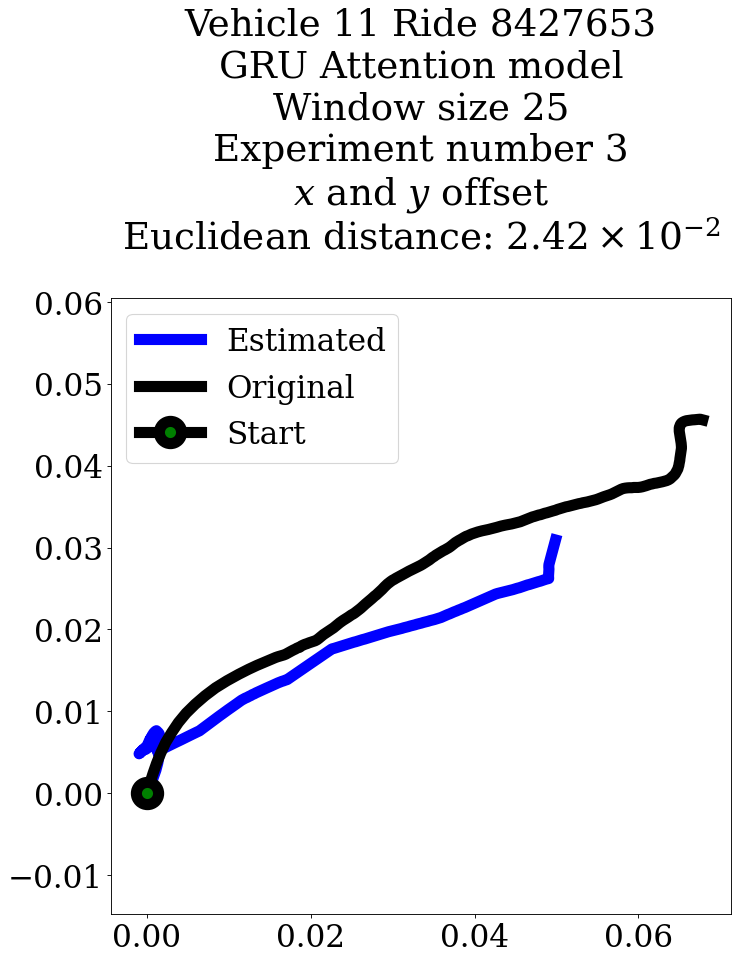 Vehicle 11 Ride 8427653
GRU Attention model
Window size 25
Experiment number 3
x and y offset
Euclidean distance: 2.42 × 10⁻²
Estimated
Original
Start
0.06
0.05
0.04
0.03
0.02
0.01
0.00
−0.01
0.00 0.02 0.04 0.06